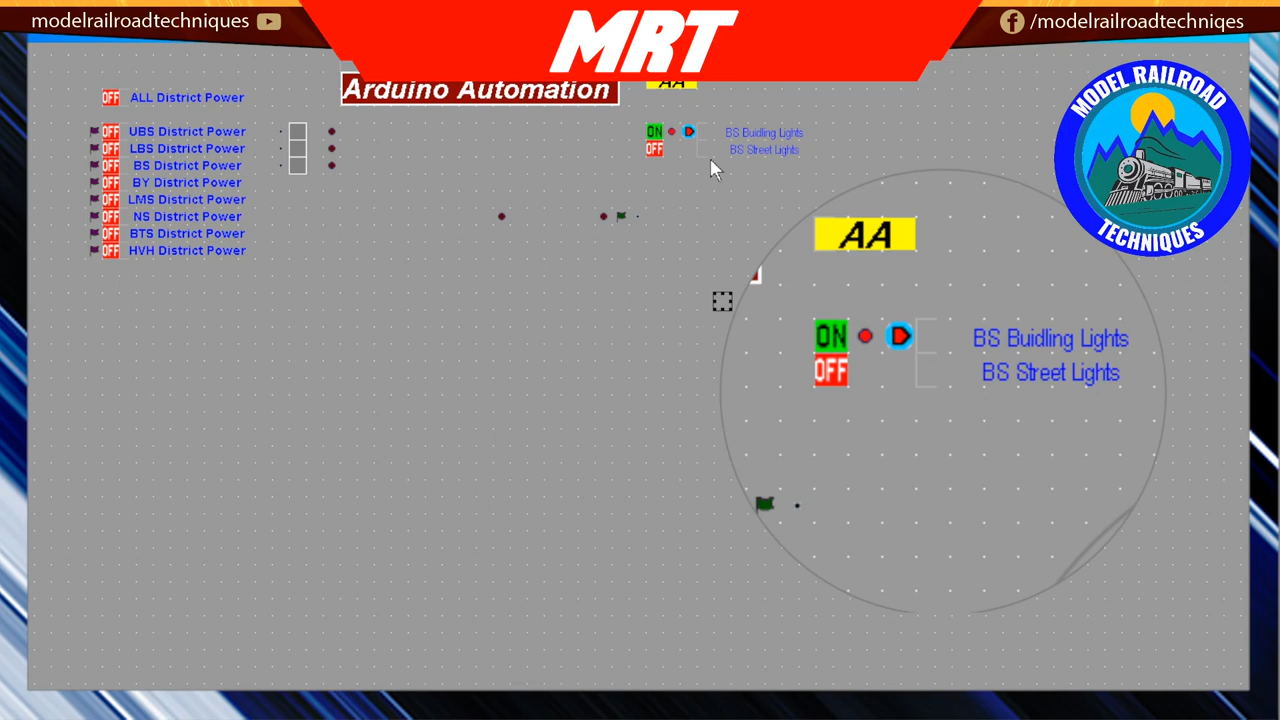 modelrailroadtechniques
MRT
/modelrailroadtechniqes
MODEL RAILROAD
TECHNIQUES
Arduino Automation
AA
OFF ALL District Power
OFF UBS District Power
OFF LBS District Power
OFF BS District Power
OFF BY District Power
OFF LMS District Power
OFF NS District Power
OFF BTS District Power
OFF HVH District Power
ON BS Buidling Lights
OFF BS Street Lights
AA
ON BS Buidling Lights
OFF BS Street Lights